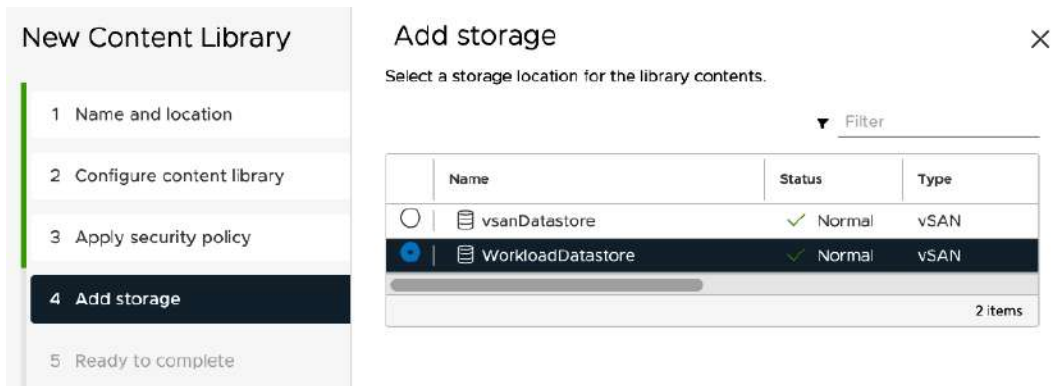 New Content Library
1 Name and location
2 Configure content library
3 Apply security policy
4 Add storage
5 Ready to complete
Add storage
Select a storage location for the library contents.
Filter
Name Status Type
vsanDatastore Normal vSAN
WorkloadDatastore Normal vSAN
2 items